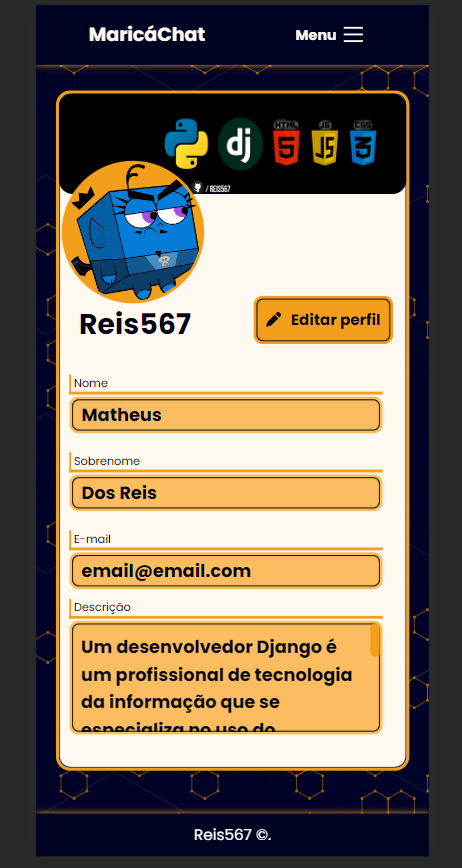 MaricáChat
Menu
HTML
JS
CSS
dj
5
JS
3
/ REIS567
Reis567
Editar perfil
Nome
Matheus
Sobrenome
Dos Reis
E-mail
email@email.com
Descrição
Um desenvolvedor Django é
um profissional de tecnologia
da informação que se
especializa no uso do
Reis567 ©.